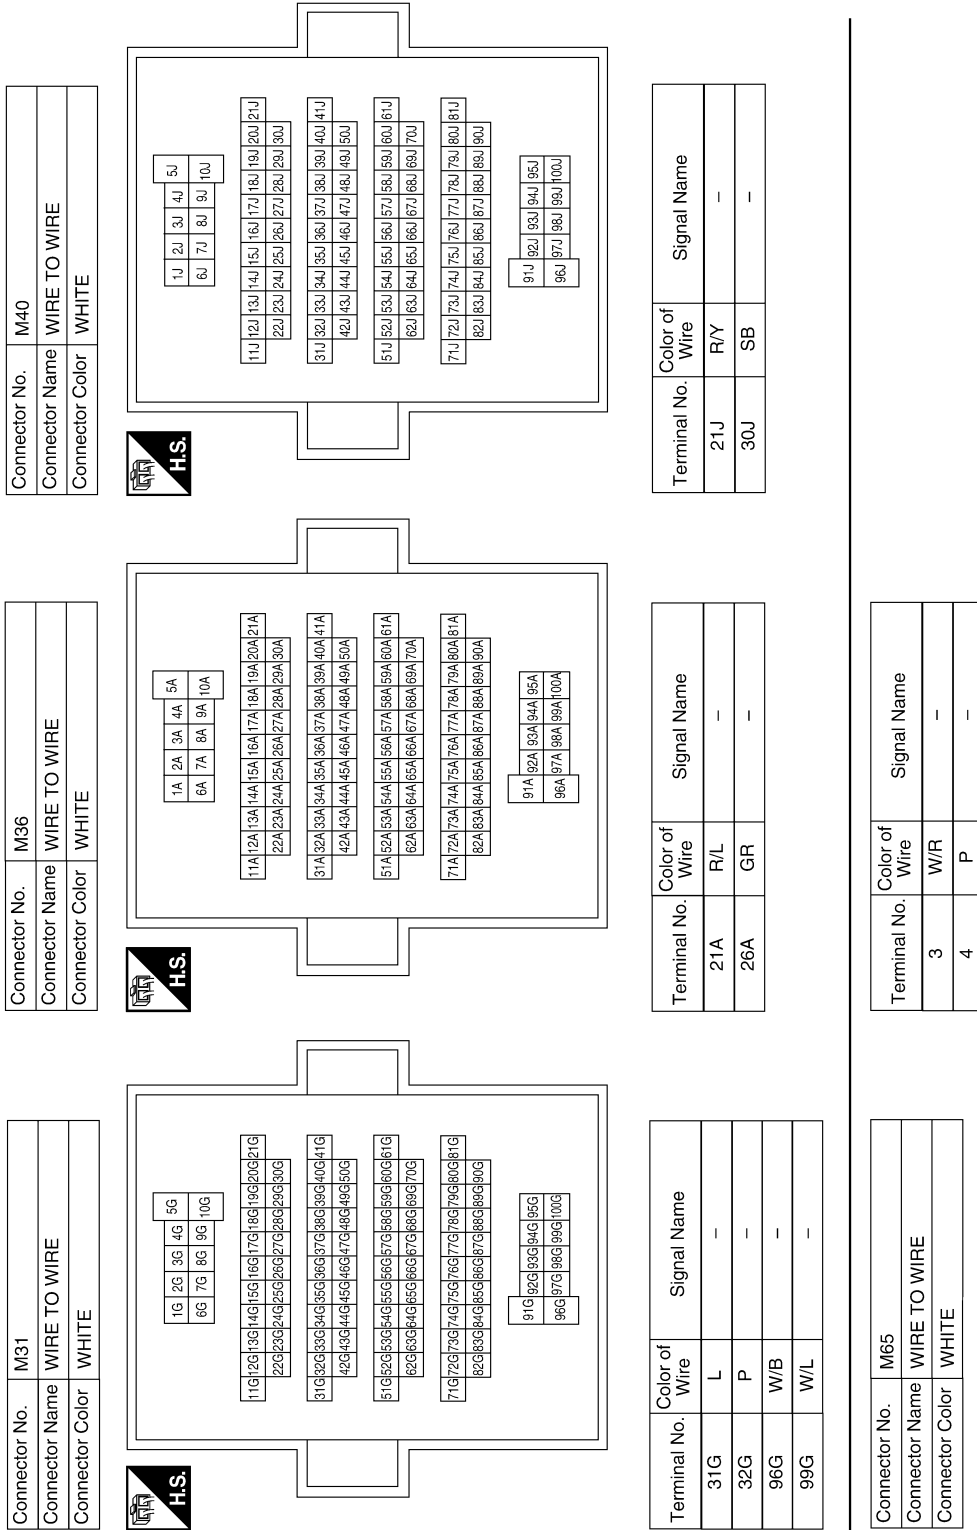 Connector No. M31
Connector Name WIRE TO WIRE
Connector Color WHITE
H.S.
1G 2G 3G 4G 5G
6G 7G 8G 9G 10G
11G 12G 13G 14G 15G 16G 17G 18G 19G 20G 21G
22G 23G 24G 25G 26G 27G 28G 29G 30G
31G 32G 33G 34G 35G 36G 37G 38G 39G 40G 41G
42G 43G 44G 45G 46G 47G 48G 49G 50G
51G 52G 53G 54G 55G 56G 57G 58G 59G 60G 61G
62G 63G 64G 65G 66G 67G 68G 69G 70G
71G 72G 73G 74G 75G 76G 77G 78G 79G 80G 81G
82G 83G 84G 85G 86G 87G 88G 89G 90G
91G 92G 93G 94G 95G
96G 97G 98G 99G 100G
Terminal No. Color of Wire Signal Name
31G L –
32G P –
96G W/B –
99G W/L –
Connector No. M36
Connector Name WIRE TO WIRE
Connector Color WHITE
H.S.
1A 2A 3A 4A 5A
6A 7A 8A 9A 10A
11A 12A 13A 14A 15A 16A 17A 18A 19A 20A 21A
22A 23A 24A 25A 26A 27A 28A 29A 30A
31A 32A 33A 34A 35A 36A 37A 38A 39A 40A 41A
42A 43A 44A 45A 46A 47A 48A 49A 50A
51A 52A 53A 54A 55A 56A 57A 58A 59A 60A 61A
62A 63A 64A 65A 66A 67A 68A 69A 70A
71A 72A 73A 74A 75A 76A 77A 78A 79A 80A 81A
82A 83A 84A 85A 86A 87A 88A 89A 90A
91A 92A 93A 94A 95A
96A 97A 98A 99A 100A
Terminal No. Color of Wire Signal Name
21A R/L –
26A GR –
Connector No. M40
Connector Name WIRE TO WIRE
Connector Color WHITE
H.S.
1J 2J 3J 4J 5J
6J 7J 8J 9J 10J
11J 12J 13J 14J 15J 16J 17J 18J 19J 20J 21J
22J 23J 24J 25J 26J 27J 28J 29J 30J
31J 32J 33J 34J 35J 36J 37J 38J 39J 40J 41J
42J 43J 44J 45J 46J 47J 48J 49J 50J
51J 52J 53J 54J 55J 56J 57J 58J 59J 60J 61J
62J 63J 64J 65J 66J 67J 68J 69J 70J
71J 72J 73J 74J 75J 76J 77J 78J 79J 80J 81J
82J 83J 84J 85J 86J 87J 88J 89J 90J
91J 92J 93J 94J 95J
96J 97J 98J 99J 100J
Terminal No. Color of Wire Signal Name
21J R/Y –
30J SB –
Connector No. M65
Connector Name WIRE TO WIRE
Connector Color WHITE
Terminal No. Color of Wire Signal Name
3 W/R –
4 P –